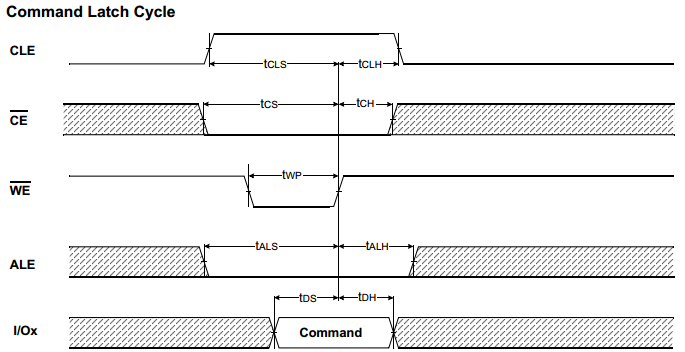 Command Latch Cycle
CLE
tCLS
tCLH
CE
tCS
tCH
WE
tWP
ALE
tALS
tALH
I/Ox
tDS
tDH
Command